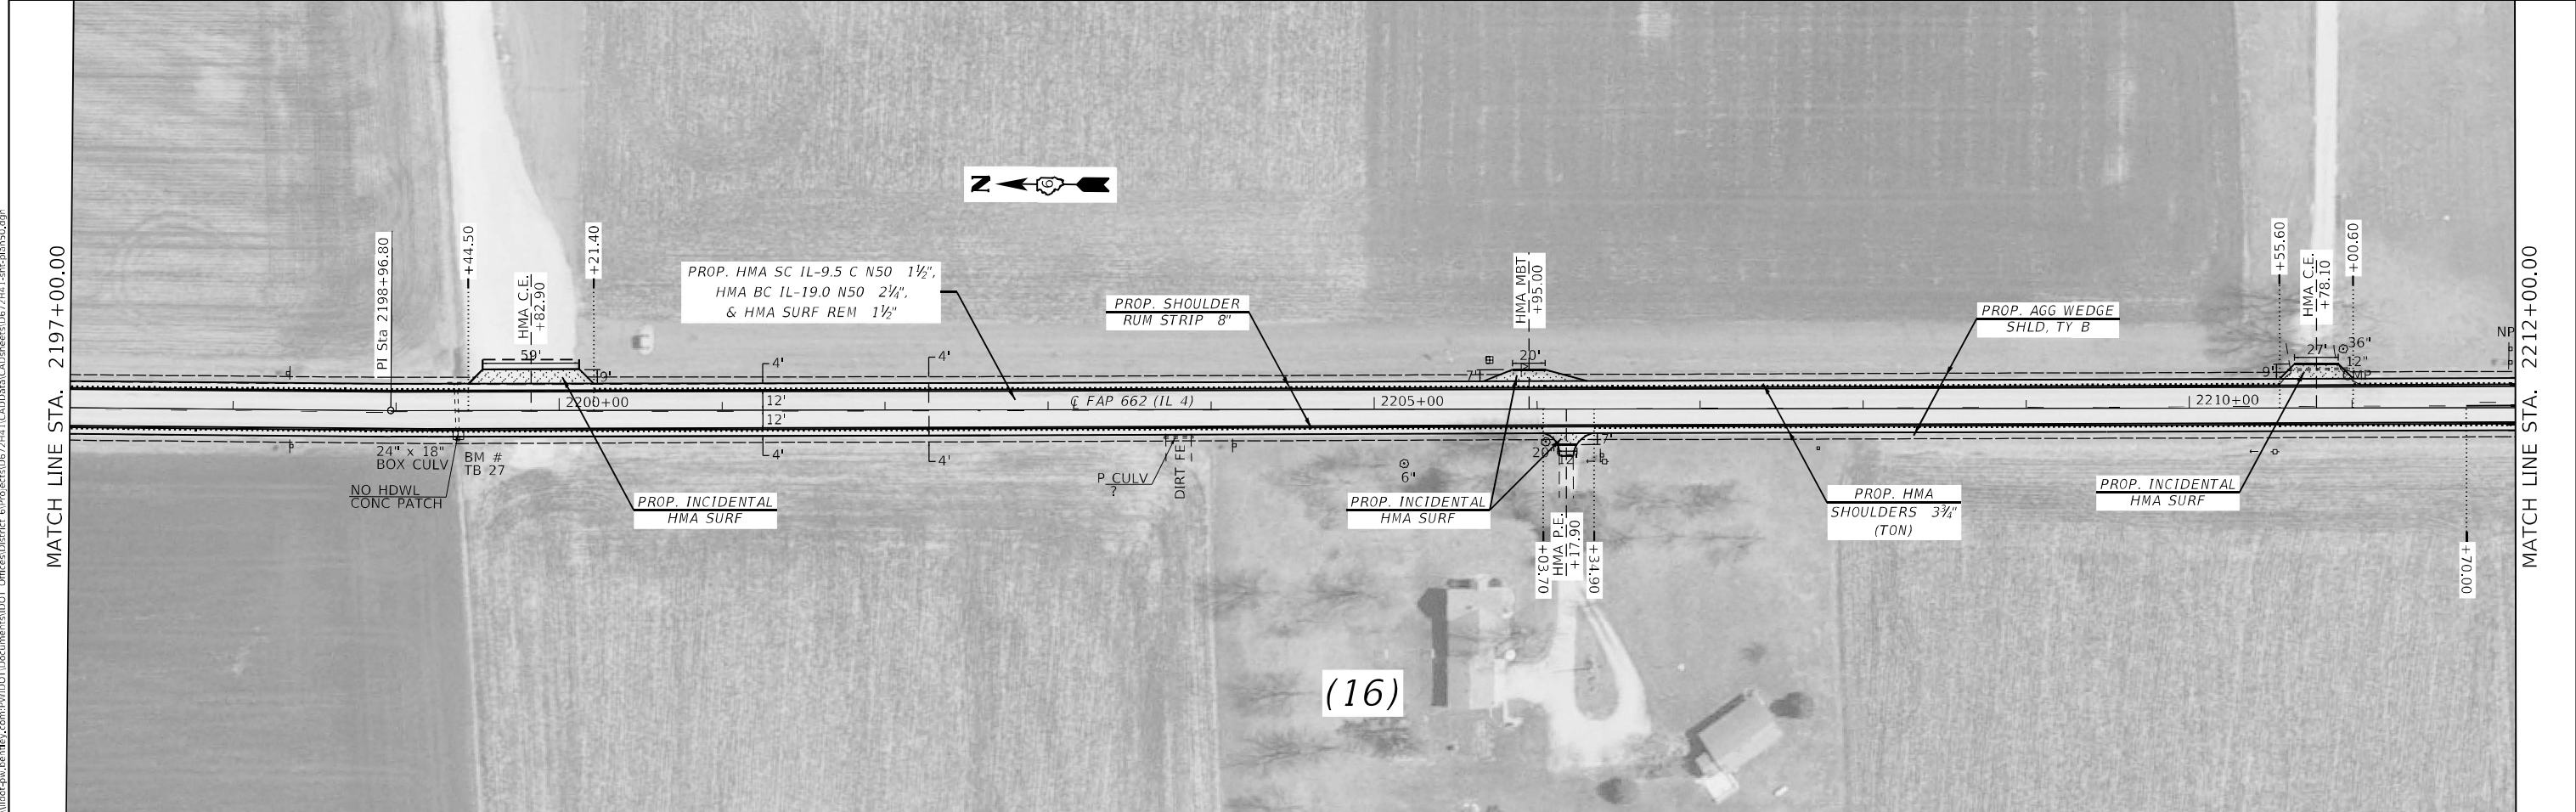 MATCH LINE STA. 2197+00.00
PI Sta 2198+96.80
+44.50
HMA C.E.
+82.90
+21.40
59'
9'
N
6
PROP. HMA SC IL-9.5 C N50 1½",
HMA BC IL-19.0 N50 2¼",
& HMA SURF REM 1½"
PROP. SHOULDER
RUM STRIP 8"
HMA MBT
+95.00
20'
7'
PROP. AGG WEDGE
SHLD, TY B
+55.60
HMA C.E.
+78.10
+00.60
27'
9'
36"
12"
CMP
NP
4'
4'
12'
12'
4'
4'
2200+00
℄ FAP 662 (IL 4)
2205+00
2210+00
24" x 18"
BOX CULV
BM #
TB 27
NO HDWL
CONC PATCH
PROP. INCIDENTAL
HMA SURF
P CULV
?
DIRT FE
6"
PROP. INCIDENTAL
HMA SURF
12'
17'
+03.70
HMA P.E.
+17.90
+34.90
PROP. HMA
SHOULDERS 3¾"
(TON)
PROP. INCIDENTAL
HMA SURF
+70.00
(16)
MATCH LINE STA. 2212+00.00